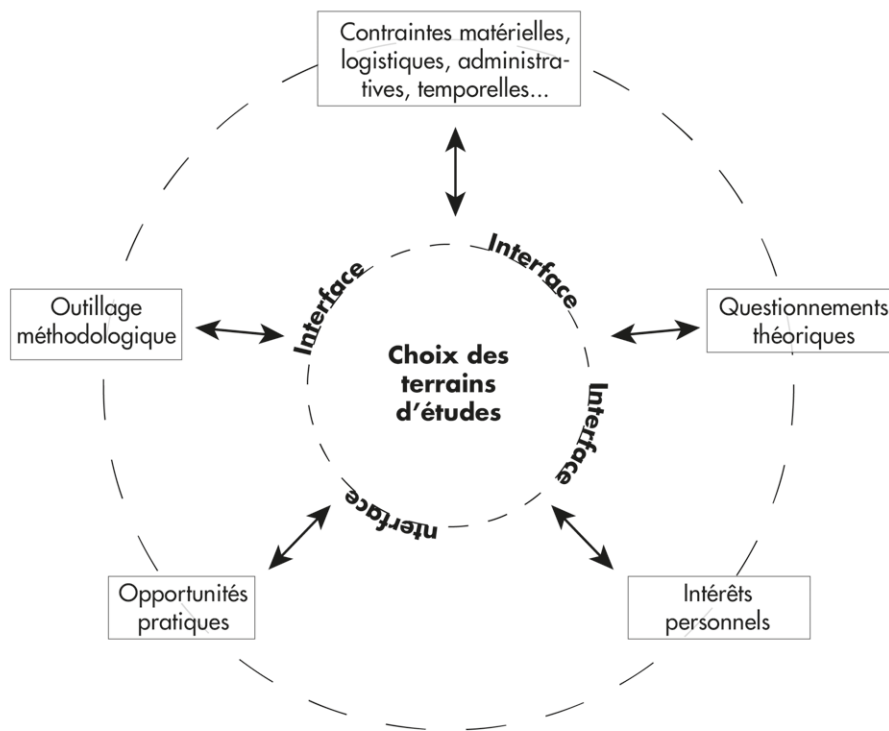 Contraintes matérielles,
logistiques, administra-
tives, temporelles...
Interface
Interface
Outillage
méthodologique
Questionnements
théoriques
Choix des
terrains
d'études
Interface
nterface
Opportunités
pratiques
Intérêts
personnels